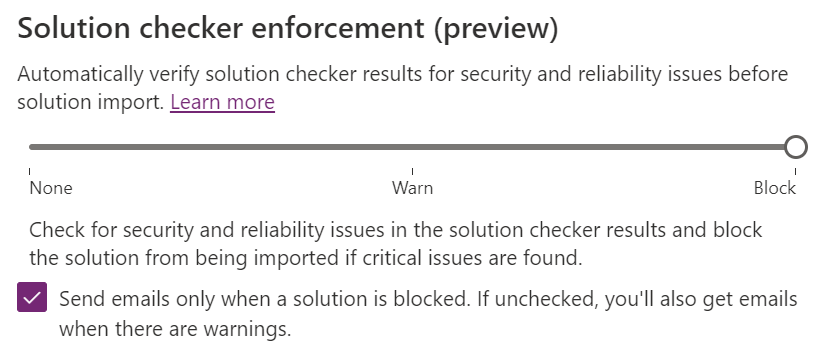 Solution checker enforcement (preview)
Automatically verify solution checker results for security and reliability issues before
solution import. Learn more
None Warn Block
Check for security and reliability issues in the solution checker results and block
the solution from being imported if critical issues are found.
Send emails only when a solution is blocked. If unchecked, you'll also get emails
when there are warnings.